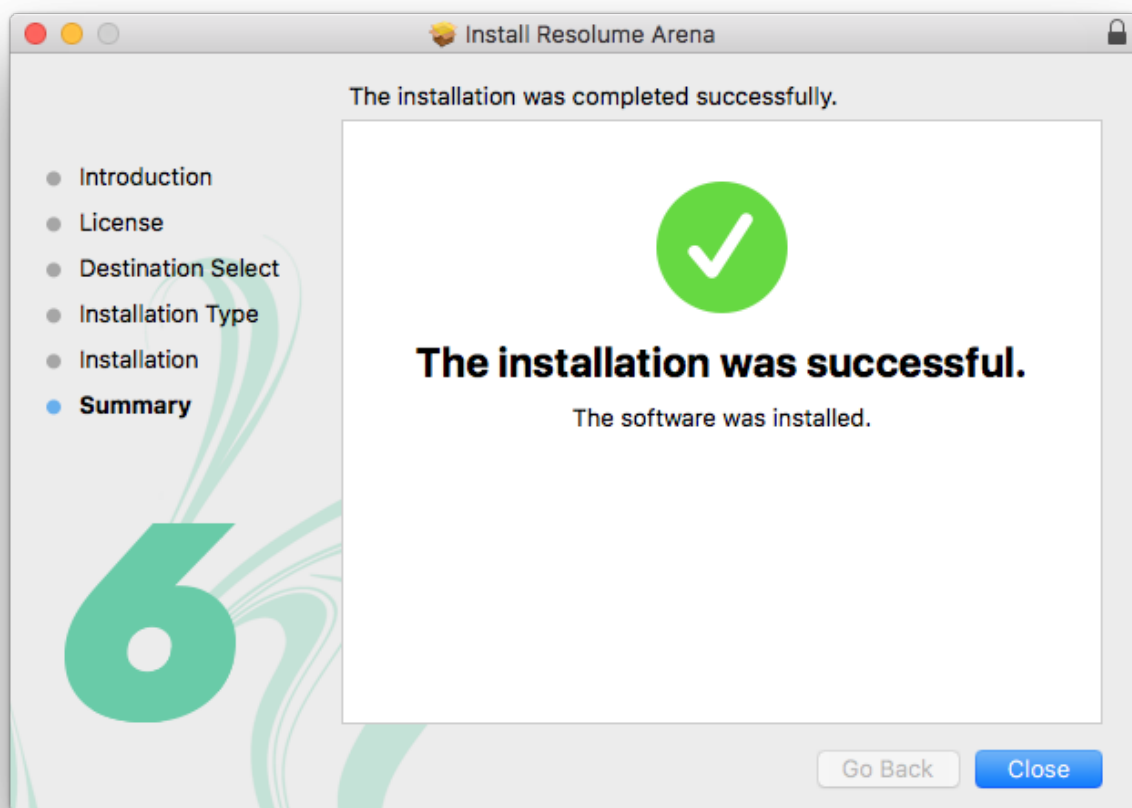 Install Resolume Arena
The installation was completed successfully.
Introduction
License
Destination Select
Installation Type
Installation
Summary
6
The installation was successful.
The software was installed.
Go Back
Close